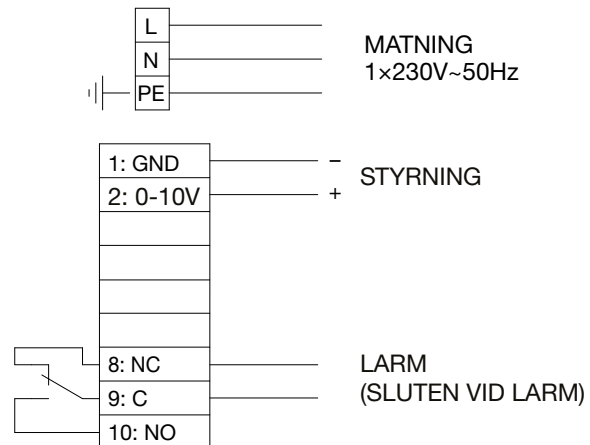 L
N
PE
MATNING
1×230V~50Hz
1: GND
−
STYRNING
2: 0-10V
+
8: NC
LARM
9: C
(SLUTEN VID LARM)
10: NO